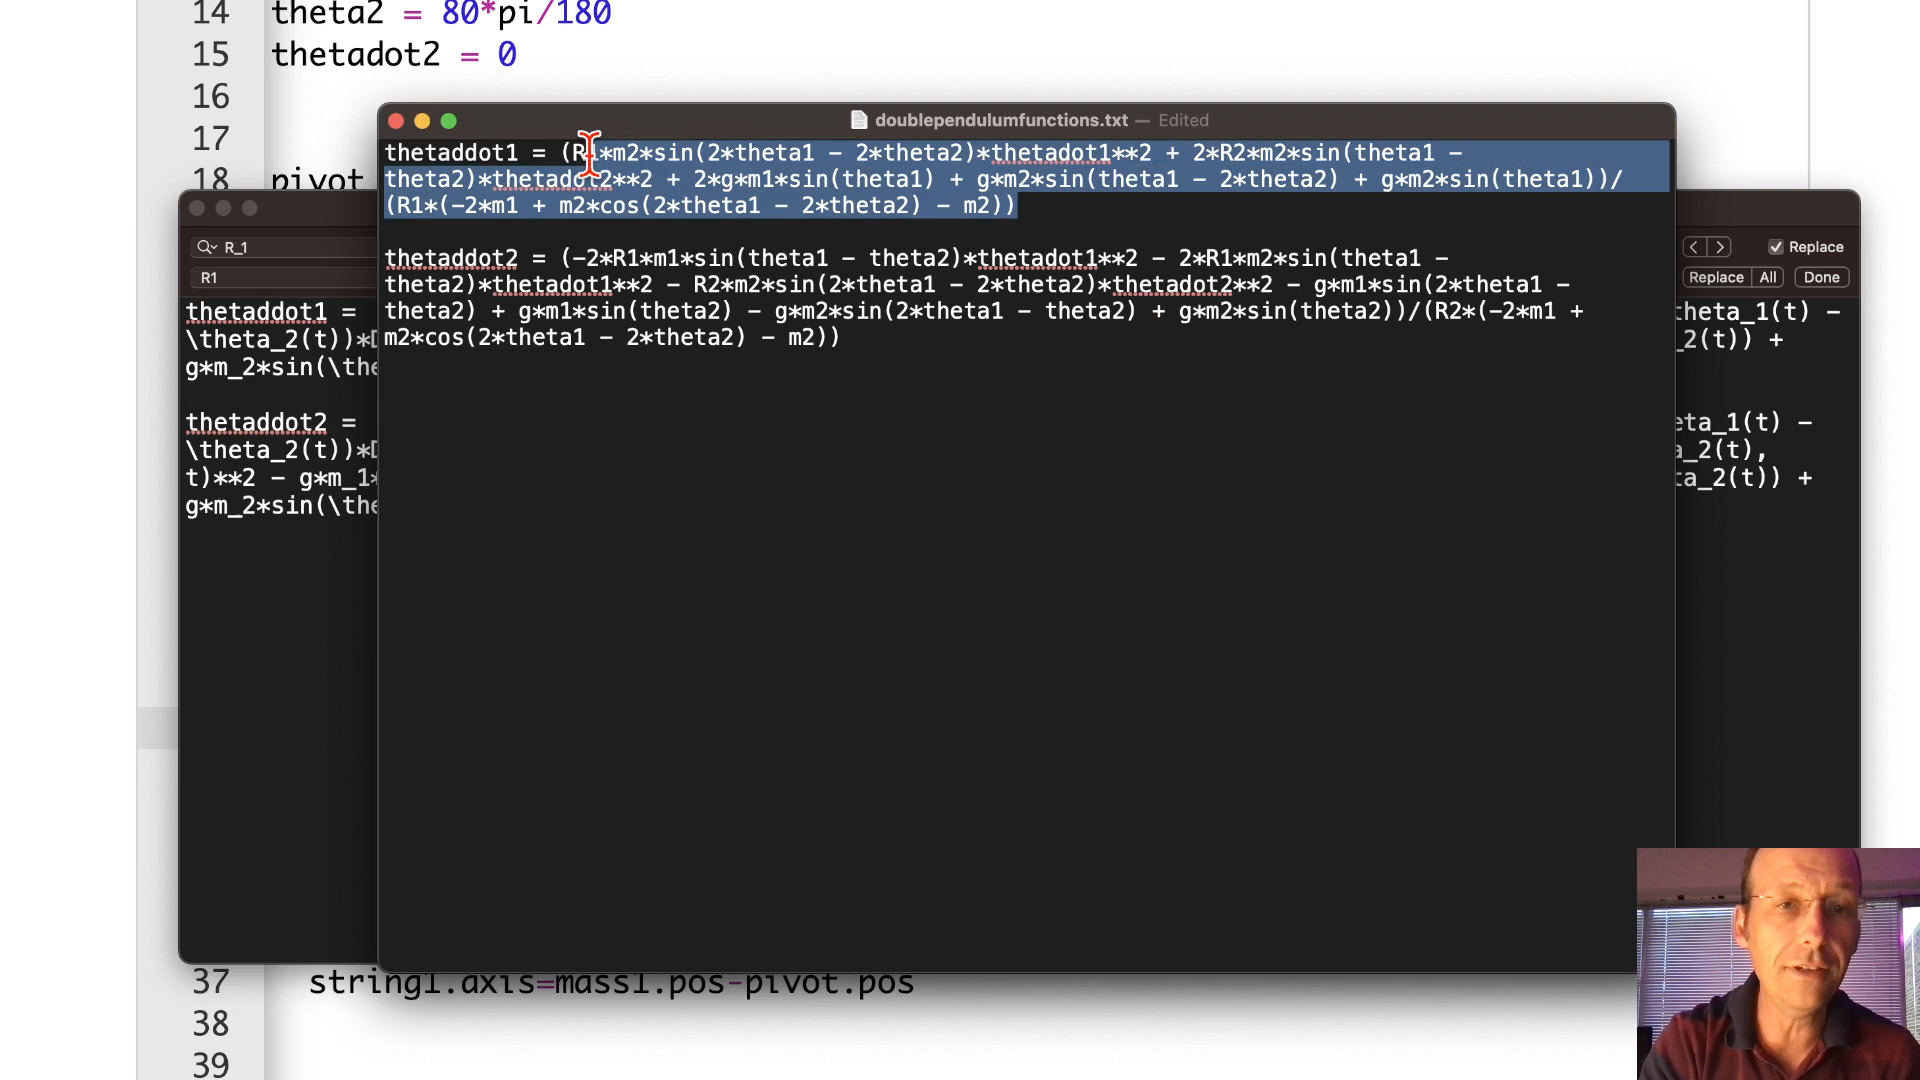 14 theta2 = 80*pi/180
15 thetadot2 = 0
16
17
18 pivot
doublependulumfunctions.txt — Edited
thetaddot1 = (R1*m2*sin(2*theta1 - 2*theta2)*thetadot1**2 + 2*R2*m2*sin(theta1 -
theta2)*thetadot2**2 + 2*g*m1*sin(theta1) + g*m2*sin(theta1 - 2*theta2) + g*m2*sin(theta1))/
(R1*(-2*m1 + m2*cos(2*theta1 - 2*theta2) - m2))
thetaddot2 = (-2*R1*m1*sin(theta1 - theta2)*thetadot1**2 - 2*R1*m2*sin(theta1 -
theta2)*thetadot1**2 - R2*m2*sin(2*theta1 - 2*theta2)*thetadot2**2 - g*m1*sin(2*theta1 -
theta2) + g*m1*sin(theta2) - g*m2*sin(2*theta1 - theta2) + g*m2*sin(theta2))/(R2*(-2*m1 +
m2*cos(2*theta1 - 2*theta2) - m2))
R_1
Replace
R1
Replace All Done
thetaddot1 = heta_1(t) -
\theta_2(t))* _2(t)) +
g*m_2*sin(\the
thetaddot2 = eta_1(t) -
\theta_2(t))* a_2(t),
t)**2 - g*m_1* ta_2(t)) +
g*m_2*sin(\the
37 string1.axis=mass1.pos-pivot.pos
38
39